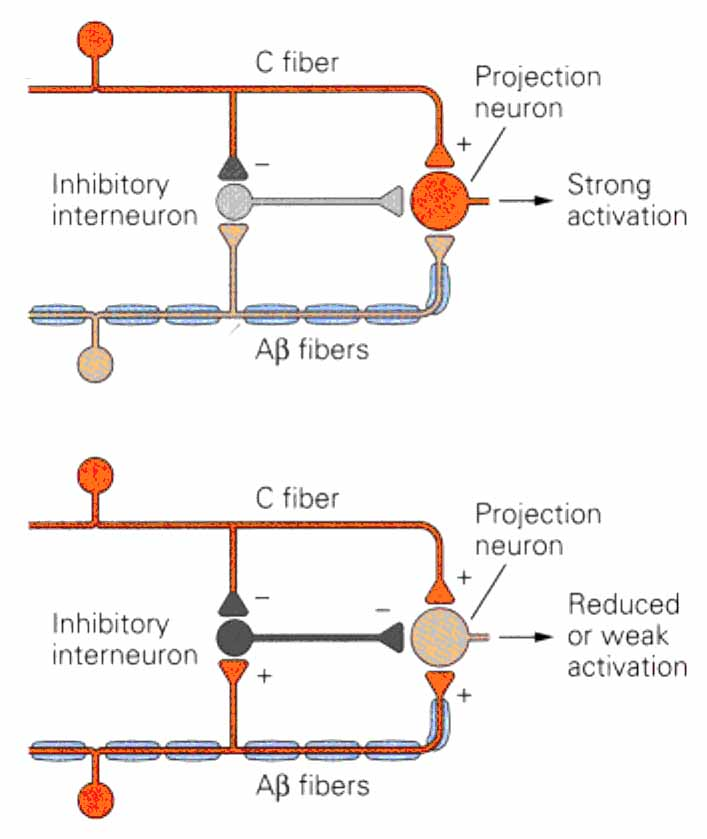 C fiber
Projection
neuron
+
−
Inhibitory
interneuron
Strong
activation
Aβ fibers
C fiber
Projection
neuron
+
−
−
Inhibitory
interneuron
Reduced
or weak
activation
+
+
Aβ fibers